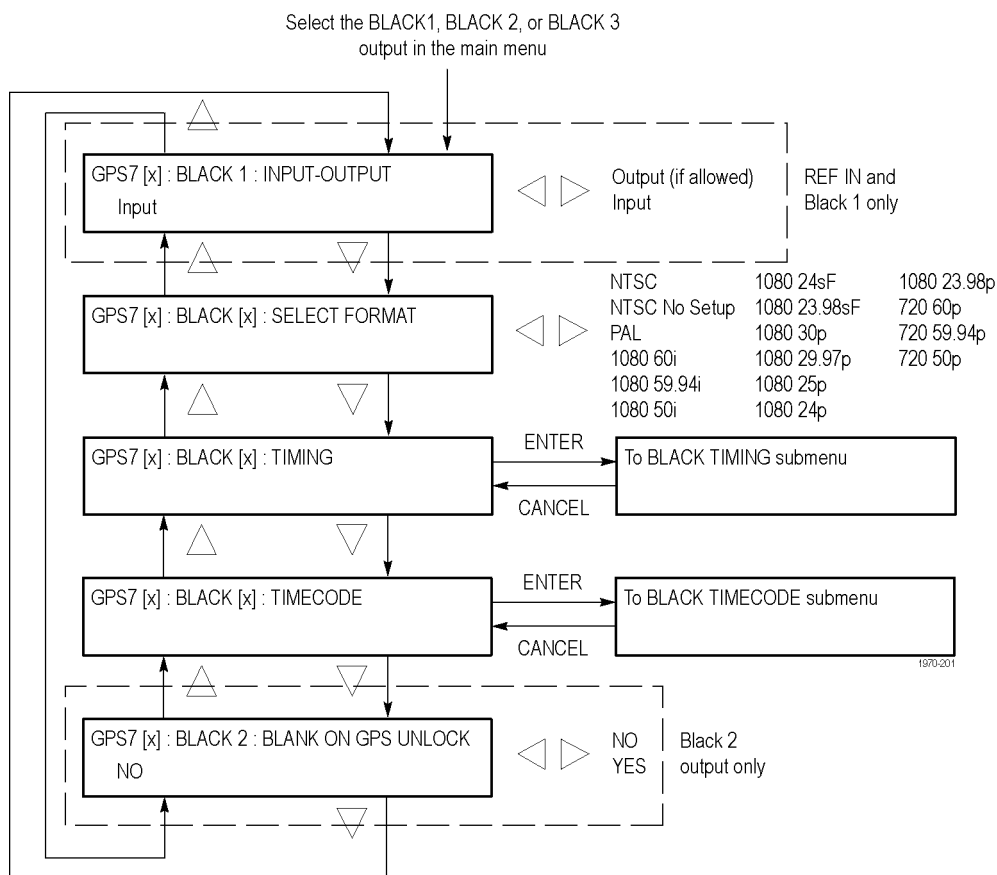 Select the BLACK1, BLACK 2, or BLACK 3
output in the main menu
GPS7 [x] : BLACK 1 : INPUT-OUTPUT
Input
Output (if allowed)
Input
REF IN and
Black 1 only
GPS7 [x] : BLACK [x] : SELECT FORMAT
NTSC
NTSC No Setup
PAL
1080 60i
1080 59.94i
1080 50i
1080 24sF
1080 23.98sF
1080 30p
1080 29.97p
1080 25p
1080 24p
1080 23.98p
720 60p
720 59.94p
720 50p
GPS7 [x] : BLACK [x] : TIMING
ENTER
CANCEL
To BLACK TIMING submenu
GPS7 [x] : BLACK [x] : TIMECODE
ENTER
CANCEL
To BLACK TIMECODE submenu
1970-201
GPS7 [x] : BLACK 2 : BLANK ON GPS UNLOCK
NO
NO
YES
Black 2
output only